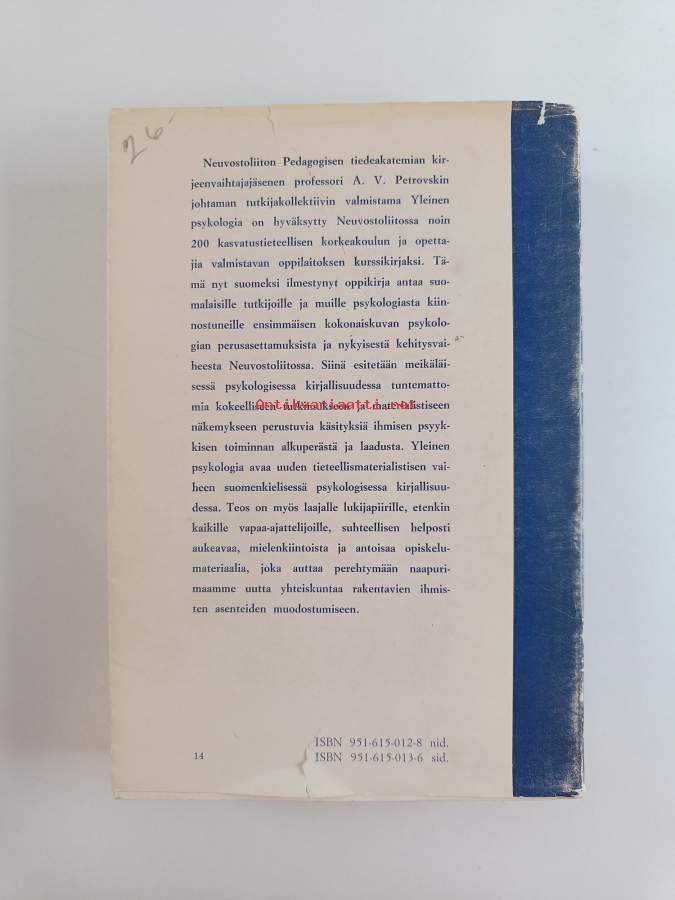 26
Neuvostoliiton Pedagogisen tiedeakatemian kir-
jeenvaihtajajäsenen professori A. V. Petrovskin
johtaman tutkijakollektiivin valmistama Yleinen
psykologia on hyväksytty Neuvostoliitossa noin
200 kasvatustieteellisen korkeakoulun ja opetta-
jia valmistavan oppilaitoksen kurssikirjaksi. Tä-
mä nyt suomeksi ilmestynyt oppikirja antaa suo-
malaisille tutkijoille ja muille psykologiasta kiin-
nostuneille ensimmäisen kokonaiskuvan psykolo-
gian perusasettamuksista ja nykyisestä kehitysvai-
heesta Neuvostoliitossa. Siinä esitetään meikäläi-
sessä psykologisessa kirjallisuudessa tuntematto-
mia kokeelliseen tutkimukseen ja materialistiseen
Antikvariaatti.net
näkemykseen perustuvia käsityksiä ihmisen psyyk-
kisen toiminnan alkuperästä ja laadusta. Yleinen
psykologia avaa uuden tieteellismaterialistisen vai-
heen suomenkielisessä psykologisessa kirjallisuu-
dessa. Teos on myös laajalle lukijapiirille, etenkin
kaikille vapaa-ajattelijoille, suhteellisen helposti
aukeavaa, mielenkiintoista ja antoisaa opiskelu-
materiaalia, joka auttaa perehtymään naapuri-
maamme uutta yhteiskuntaa rakentavien ihmis-
ten asenteiden muodostumiseen.
ISBN 951-615-012-8 nid.
14 ISBN 951-615-013-6 sid.